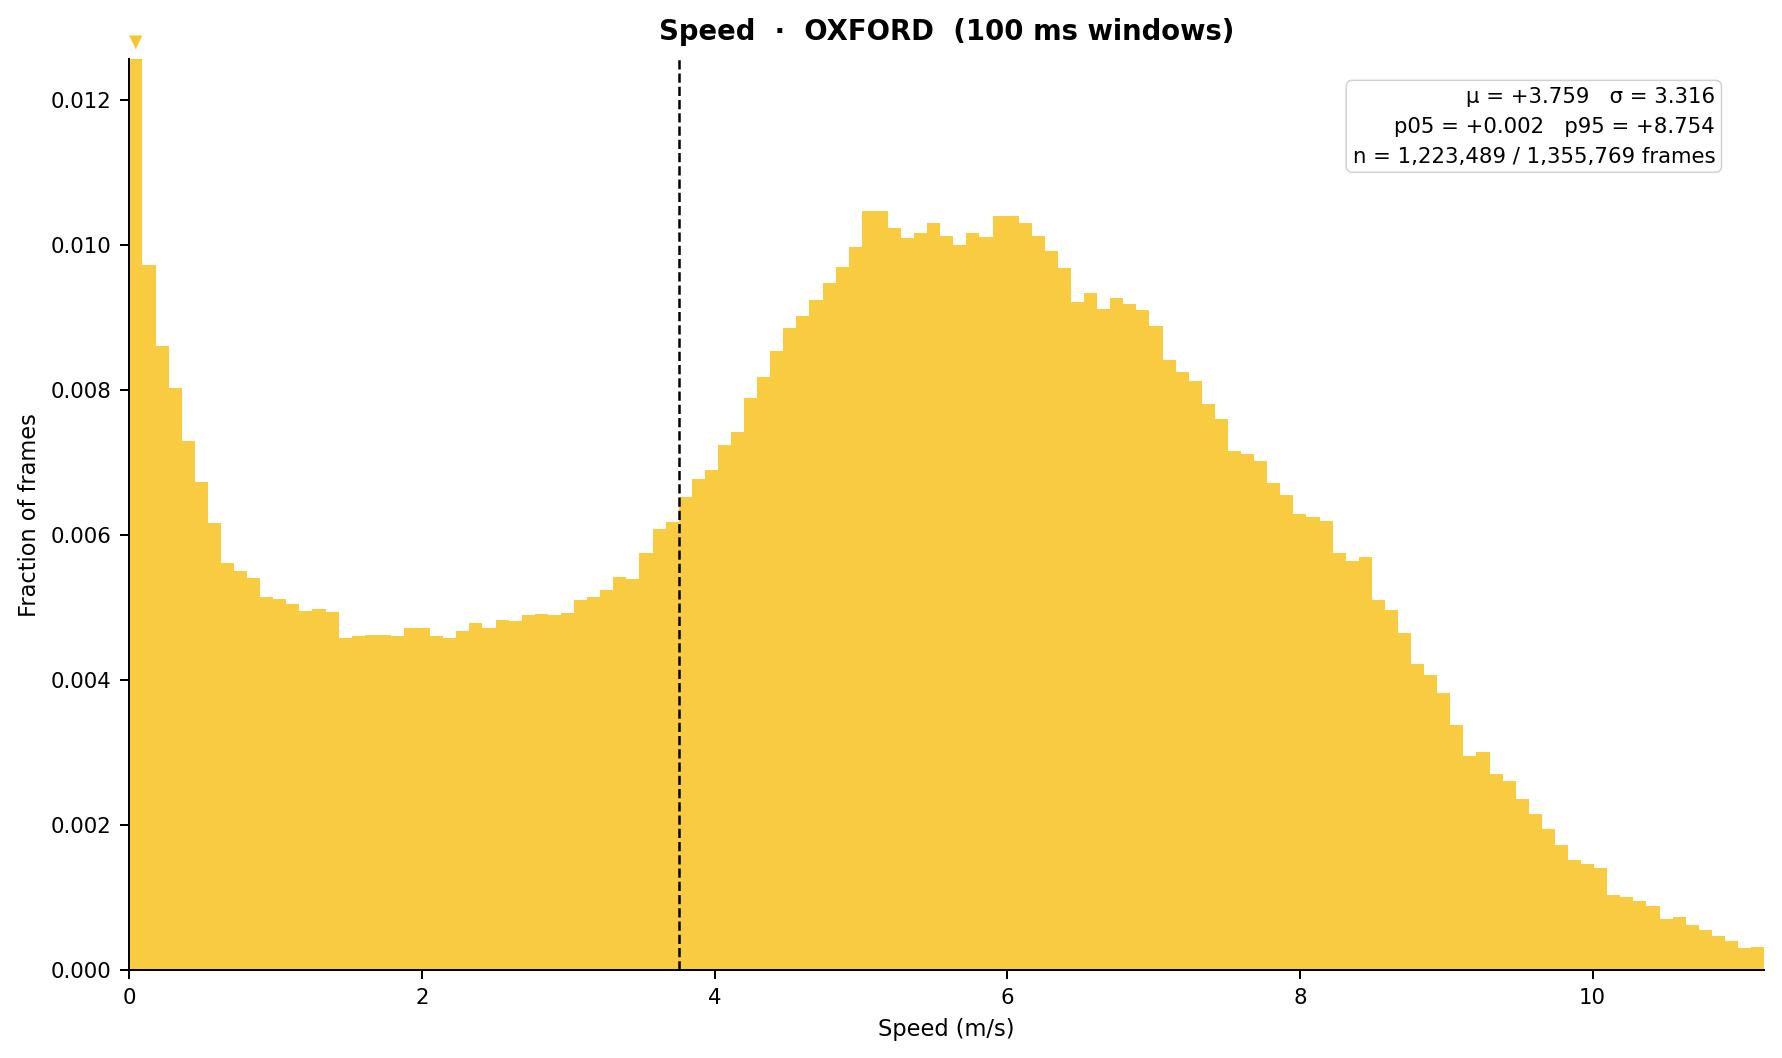 Speed · OXFORD (100 ms windows)
μ = +3.759 σ = 3.316
p05 = +0.002 p95 = +8.754
n = 1,223,489 / 1,355,769 frames
0.012
0.010
0.008
0.006
0.004
0.002
0.000
Fraction of frames
0 2 4 6 8 10
Speed (m/s)